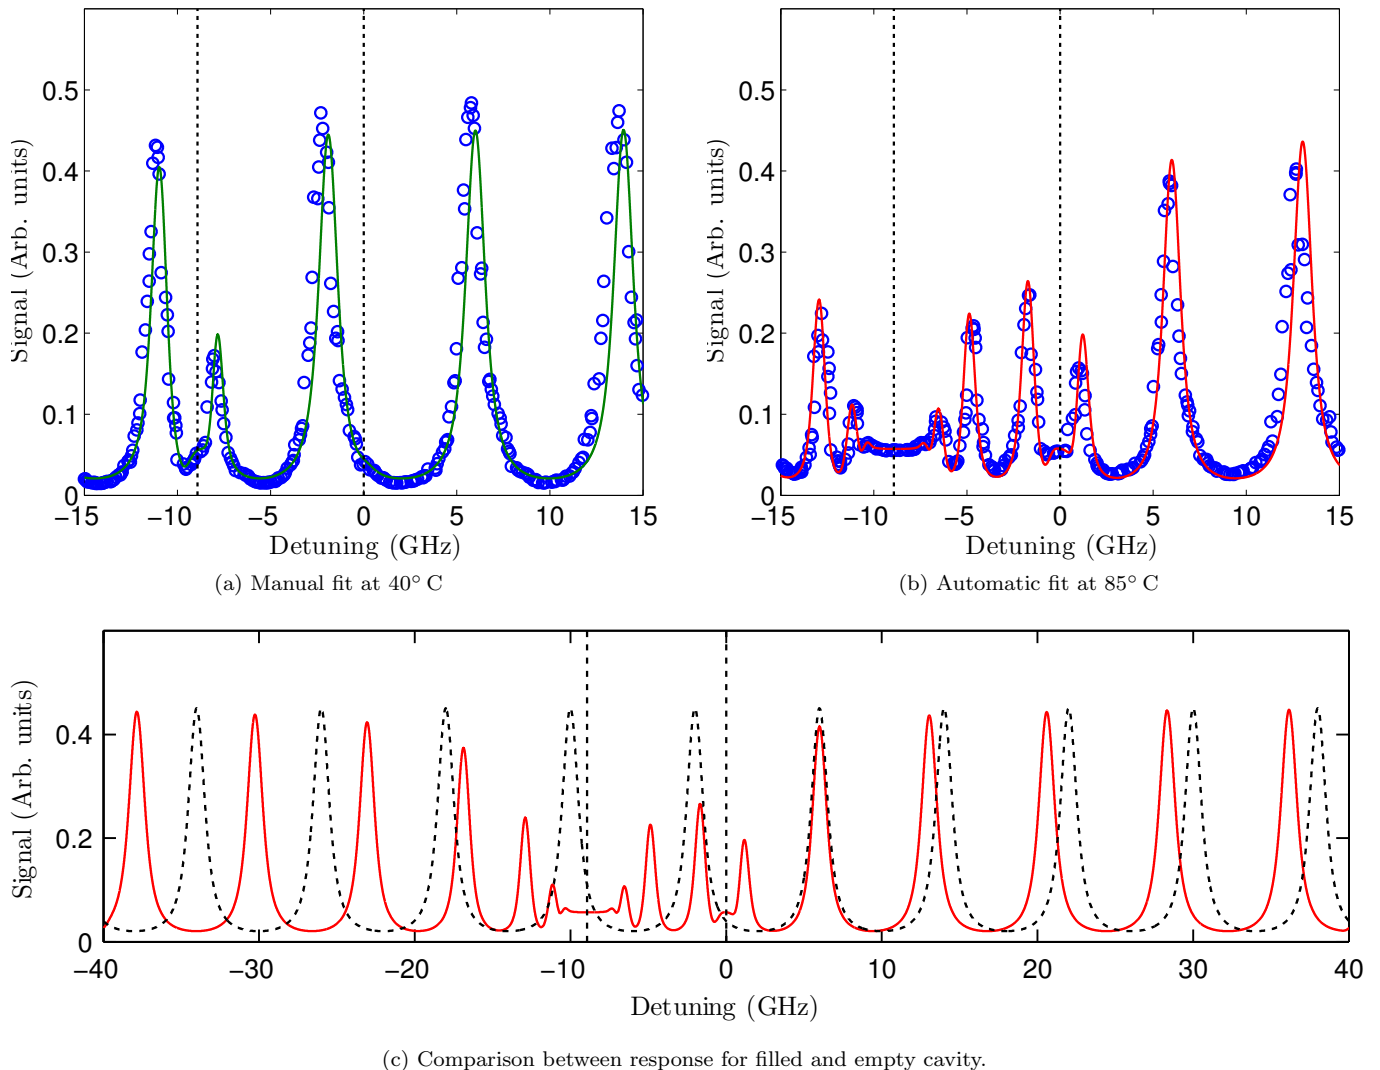 0.5
0.4
0.3
0.2
0.1
0
Signal (Arb. units)
−15 −10 −5 0 5 10 15
Detuning (GHz)
(a) Manual fit at 40° C
0.5
0.4
0.3
0.2
0.1
0
Signal (Arb. units)
−15 −10 −5 0 5 10 15
Detuning (GHz)
(b) Automatic fit at 85° C
0.4
0.2
0
Signal (Arb. units)
−40 −30 −20 −10 0 10 20 30 40
Detuning (GHz)
(c) Comparison between response for filled and empty cavity.